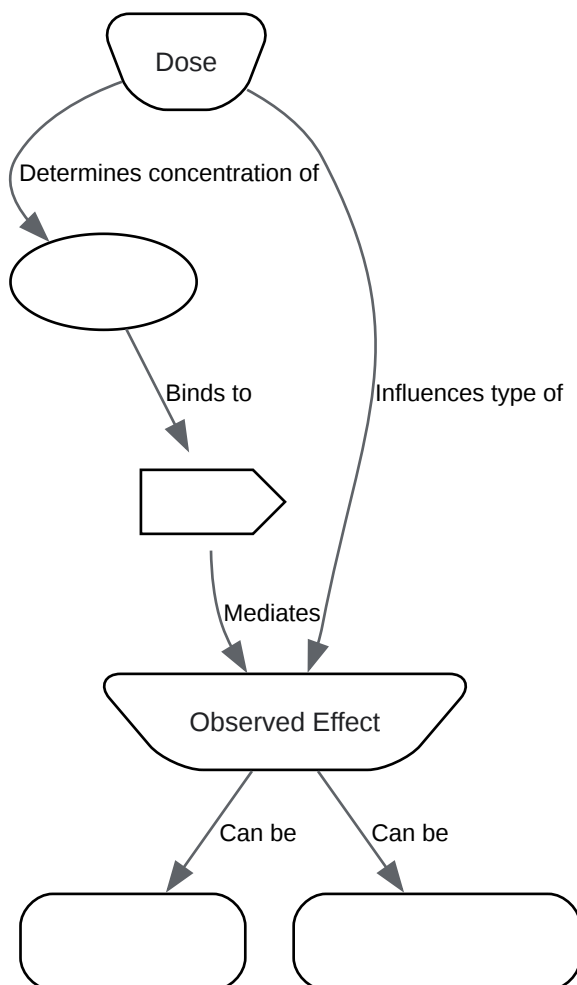 Dose
Determines concentration of
Binds to
Influences type of
Mediates
Observed Effect
Can be
Can be